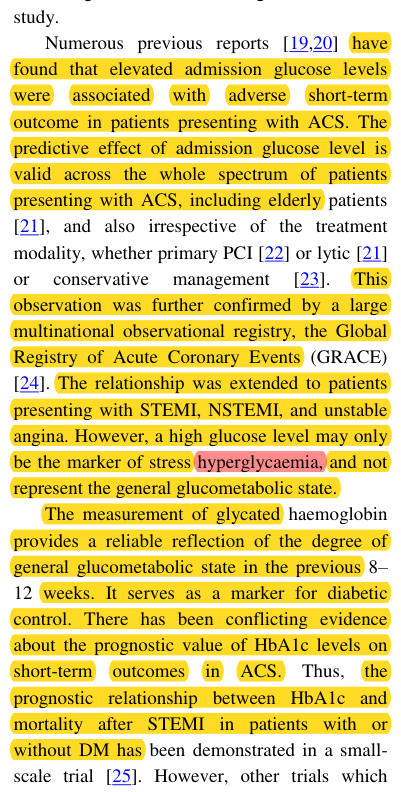 study.
Numerous previous reports [19,20] have
found that elevated admission glucose levels
were associated with adverse short-term
outcome in patients presenting with ACS. The
predictive effect of admission glucose level is
valid across the whole spectrum of patients
presenting with ACS, including elderly patients
[21], and also irrespective of the treatment
modality, whether primary PCI [22] or lytic [21]
or conservative management [23]. This
observation was further confirmed by a large
multinational observational registry, the Global
Registry of Acute Coronary Events (GRACE)
[24]. The relationship was extended to patients
presenting with STEMI, NSTEMI, and unstable
angina. However, a high glucose level may only
be the marker of stress hyperglycaemia, and not
represent the general glucometabolic state.
The measurement of glycated haemoglobin
provides a reliable reflection of the degree of
general glucometabolic state in the previous 8–
12 weeks. It serves as a marker for diabetic
control. There has been conflicting evidence
about the prognostic value of HbA1c levels on
short-term outcomes in ACS. Thus, the
prognostic relationship between HbA1c and
mortality after STEMI in patients with or
without DM has been demonstrated in a small-
scale trial [25]. However, other trials which